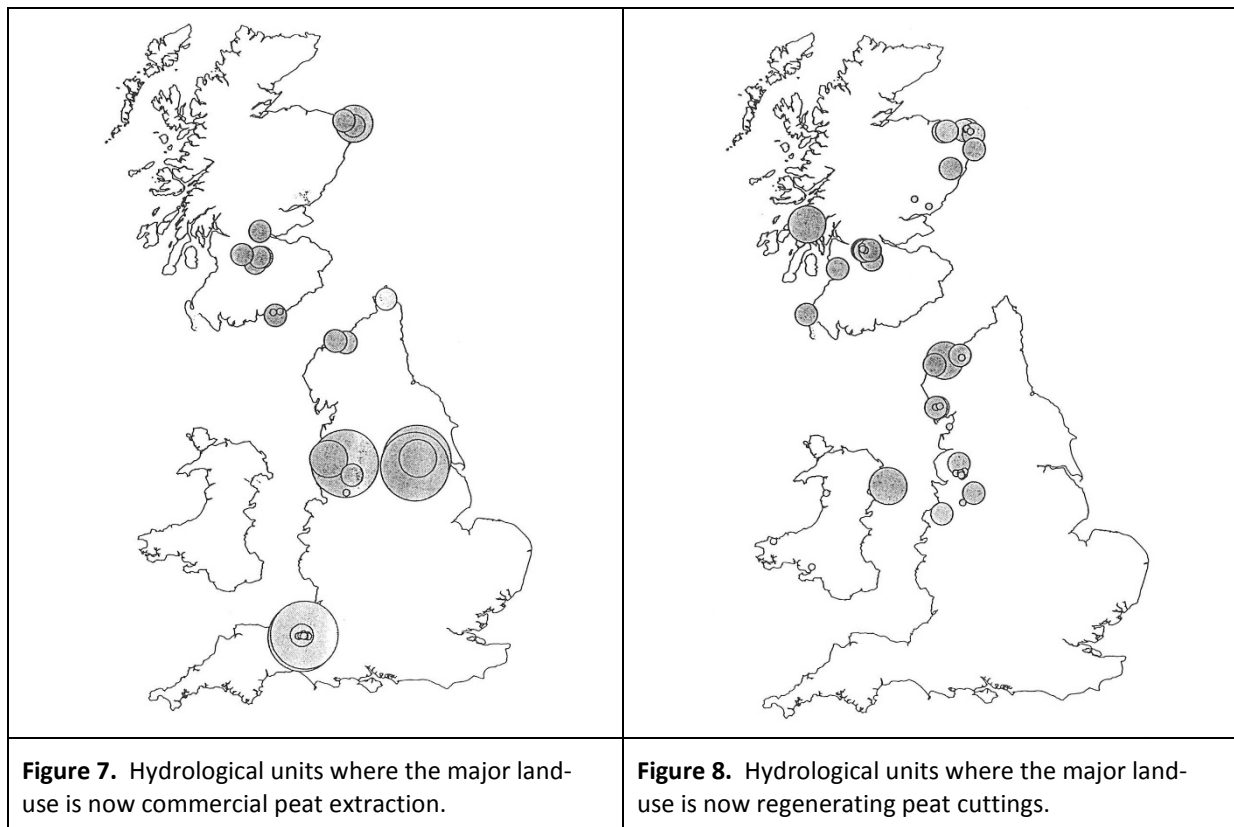 Figure 7. Hydrological units where the major land-
use is now commercial peat extraction.
Figure 8. Hydrological units where the major land-
use is now regenerating peat cuttings.